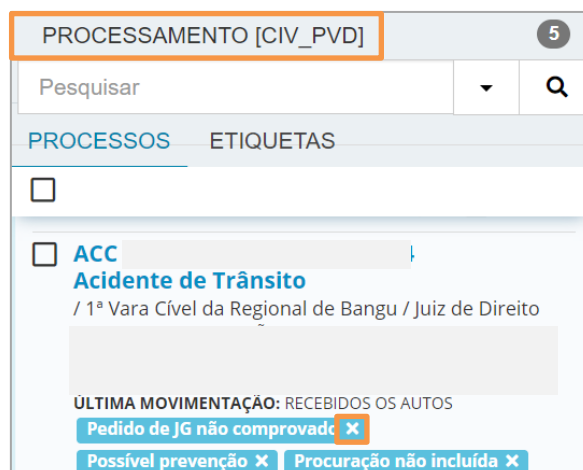 PROCESSAMENTO [CIV_PVD] 5
Pesquisar
PROCESSOS ETIQUETAS
ACC
Acidente de Trânsito
/ 1ª Vara Cível da Regional de Bangu / Juiz de Direito
ÚLTIMA MOVIMENTAÇÃO: RECEBIDOS OS AUTOS
Pedido de JG não comprovado ×
Possível prevenção × Procuração não incluída ×